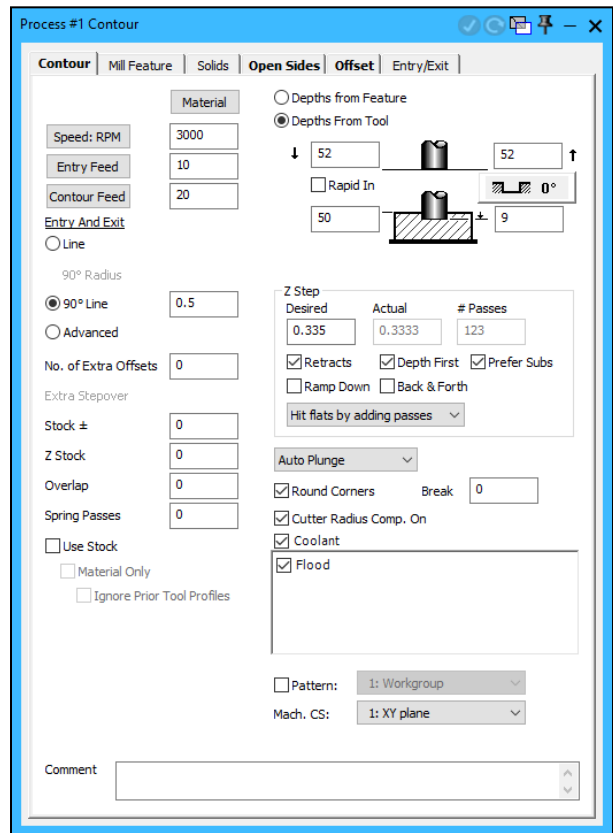 Process #1 Contour
Contour Mill Feature Solids Open Sides Offset Entry/Exit
Material
Speed: RPM 3000
Entry Feed 10
Contour Feed 20
Entry And Exit
Line
90° Radius
90° Line 0.5
Advanced
No. of Extra Offsets 0
Extra Stepover
Stock ± 0
Z Stock 0
Overlap 0
Spring Passes 0
Use Stock
Material Only
Ignore Prior Tool Profiles
Depths from Feature
Depths From Tool
52 52
Rapid In
0°
50 9
Z Step
Desired Actual # Passes
0.335 0.3333 123
Retracts Depth First Prefer Subs
Ramp Down Back & Forth
Hit flats by adding passes
Auto Plunge
Round Corners Break 0
Cutter Radius Comp. On
Coolant
Flood
Pattern: 1: Workgroup
Mach. CS: 1: XY plane
Comment